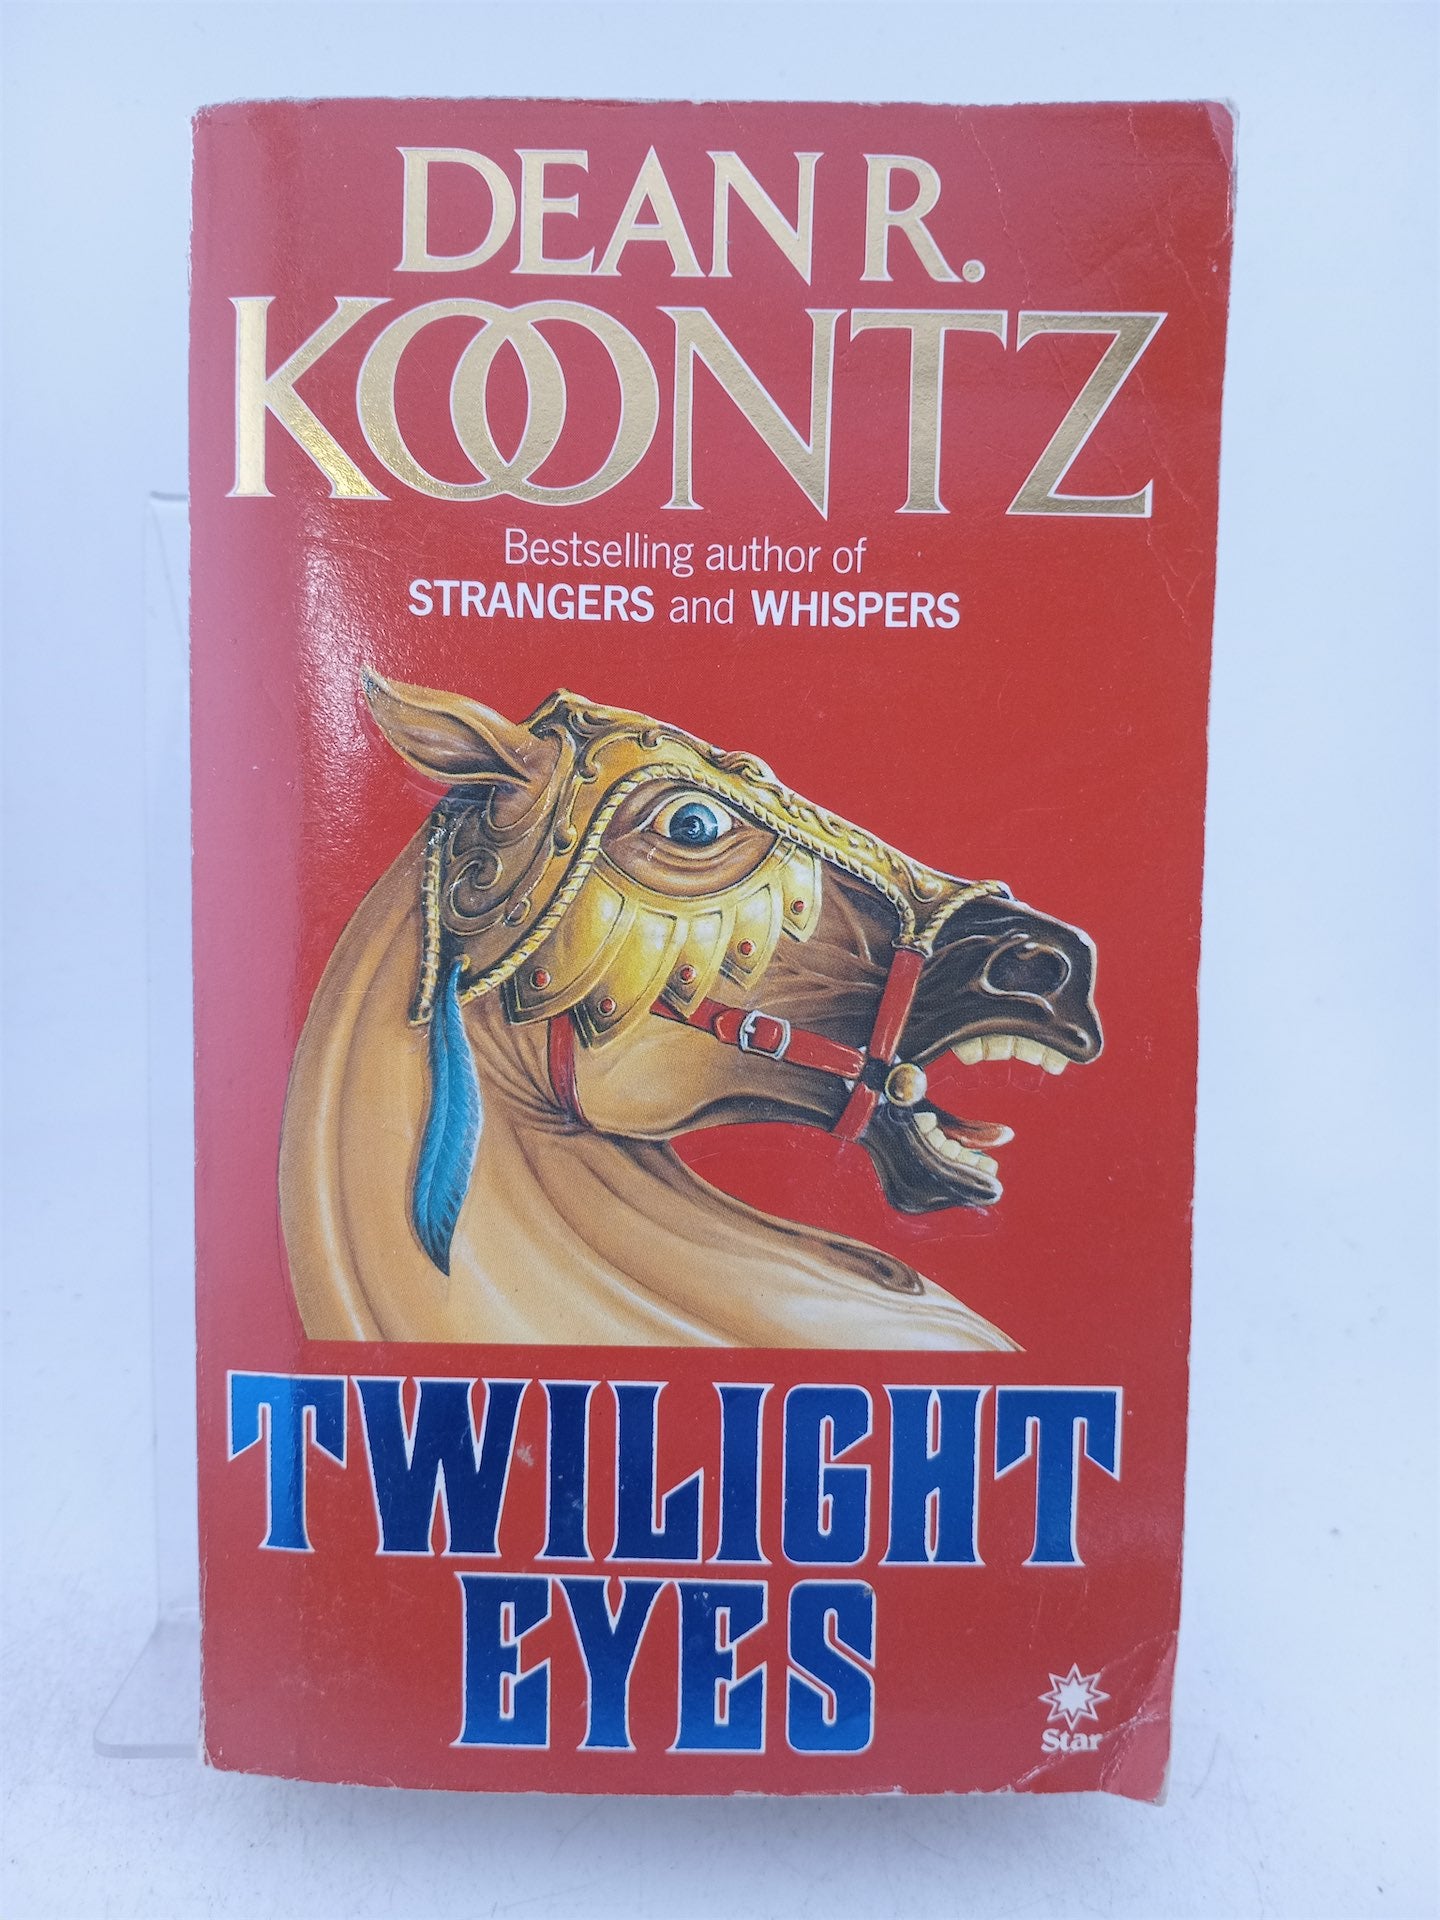 DEAN R.
KOONTZ
Bestselling author of
STRANGERS and WHISPERS
TWILIGHT
EYES
Star